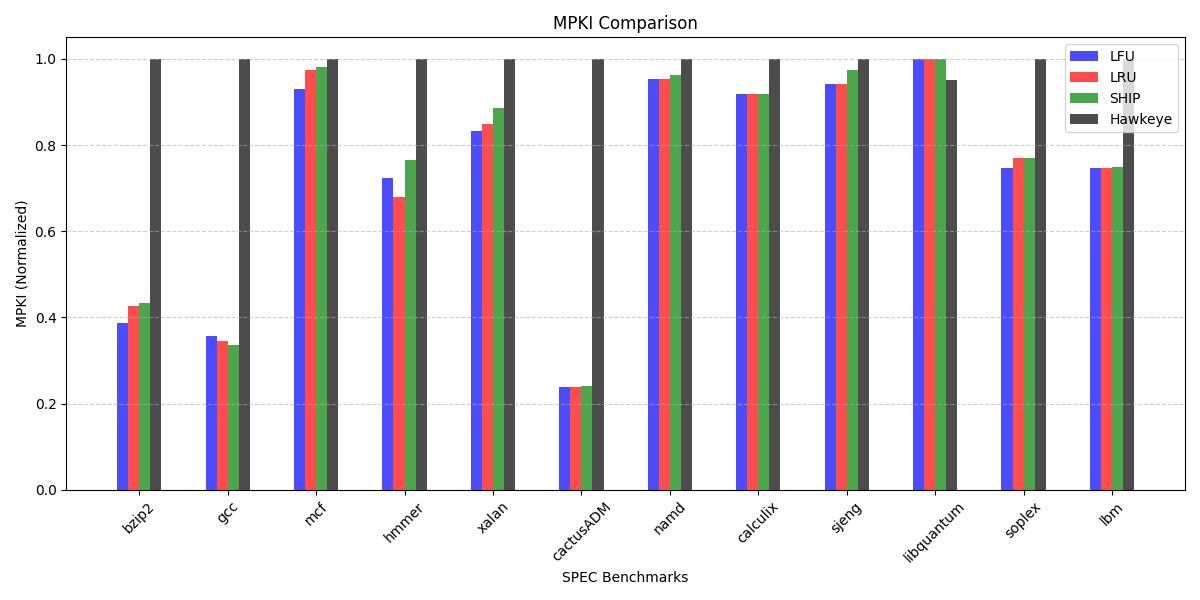 MPKI Comparison
LFU
LRU
SHIP
Hawkeye
MPKI (Normalized)
1.0
0.8
0.6
0.4
0.2
0.0
bzip2
gcc
mcf
hmmer
xalan
cactusADM
namd
calculix
sjeng
libquantum
soplex
lbm
SPEC Benchmarks